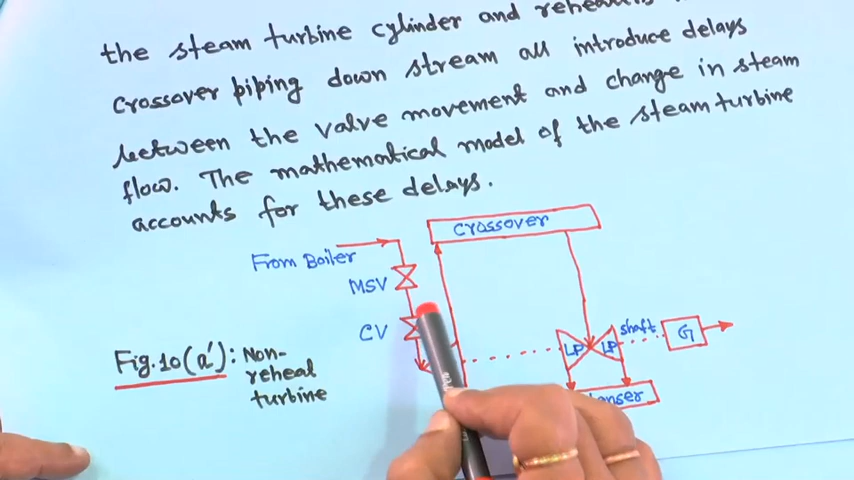 the steam turbine cylinder and
crossover piping down stream all introduce delays
between the valve movement and change in steam
flow. The mathematical model of the steam turbine
accounts for these delays.
Crossover
From Boiler
MSV
CV
shaft
G
LP LP
Fig.10(a'): Non-
reheal
turbine